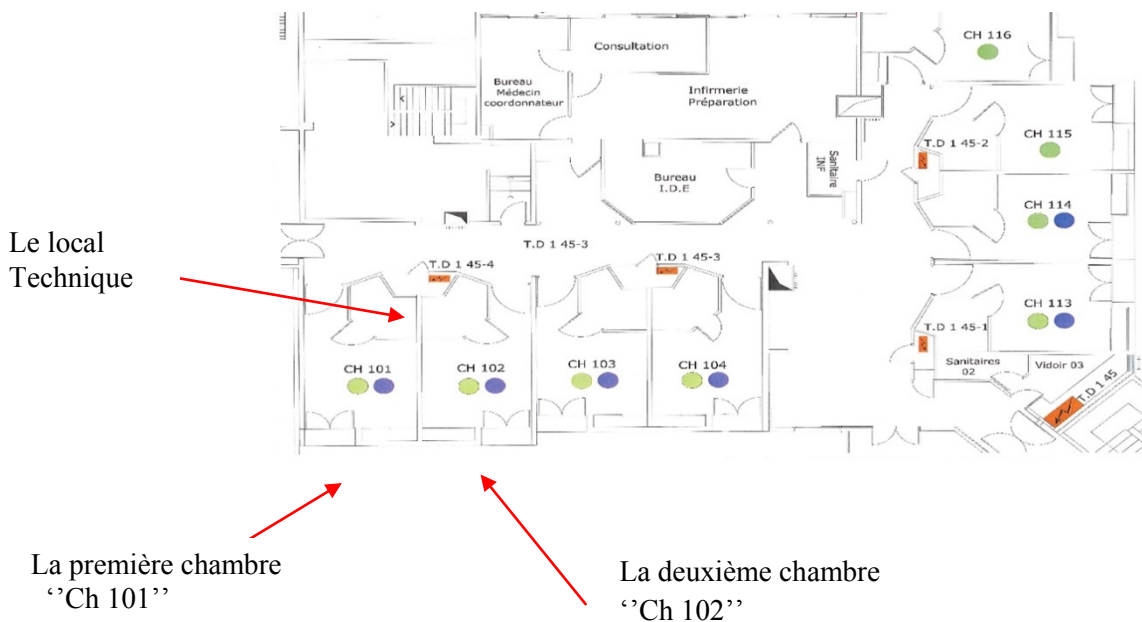 CH 116
Consultation
Bureau
Médecin
coordonnateur
Infirmerie
Préparation
T.D 1 45-2
CH 115
Sanitaire
INF
Bureau
I.D.E
CH 114
Le local
Technique
T.D 1 45-3
T.D 1 45-4
T.D 1 45-3
CH 113
T.D 1 45-1
CH 101
CH 102
CH 103
CH 104
Sanitaires
02
Vidoir 03
T.D 1 45
La première chambre
‘’Ch 101’’
La deuxième chambre
‘’Ch 102’’